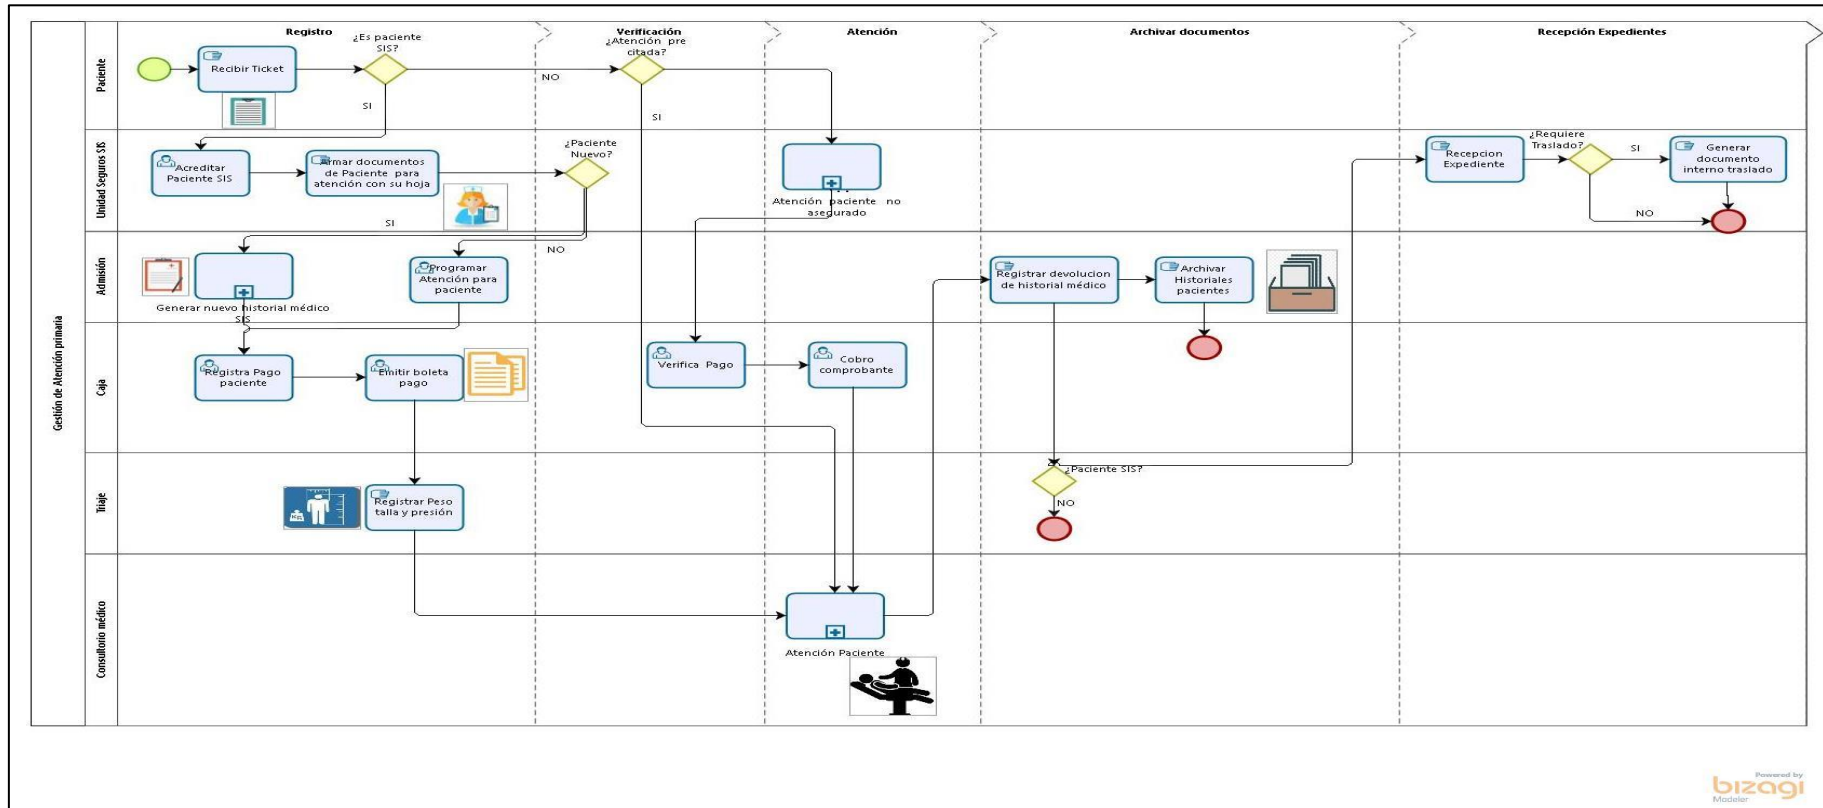 Registro
Verificación
Atención
Archivar documentos
Recepción Expedientes
Gestión de Atención primaria
Paciente
Recibir Ticket
¿Es paciente
SIS?
NO
SI
¿Atención pre
citada?
SI
Unidad Seguros SIS
Acreditar
Paciente SIS
Armar documentos
de Paciente para
atención con su hoja
¿Paciente
Nuevo?
SI
NO
...
Atención paciente no
asegurado
Recepcion
Expediente
¿Requiere
Traslado?
SI
NO
Generar
documento
interno traslado
Admisión
Generar nuevo historial médico
SIS
Programar
Atención para
paciente
Registrar devolucion
de historial médico
Archivar
Historiales
pacientes
Caja
Registra Pago
paciente
Emitir boleta
pago
Verifica Pago
Cobro
comprobante
Triaje
Registrar Peso
talla y presión
¿Paciente SIS?
NO
Consultorio médico
Atención Paciente
Powered by
bizagi
Modeler